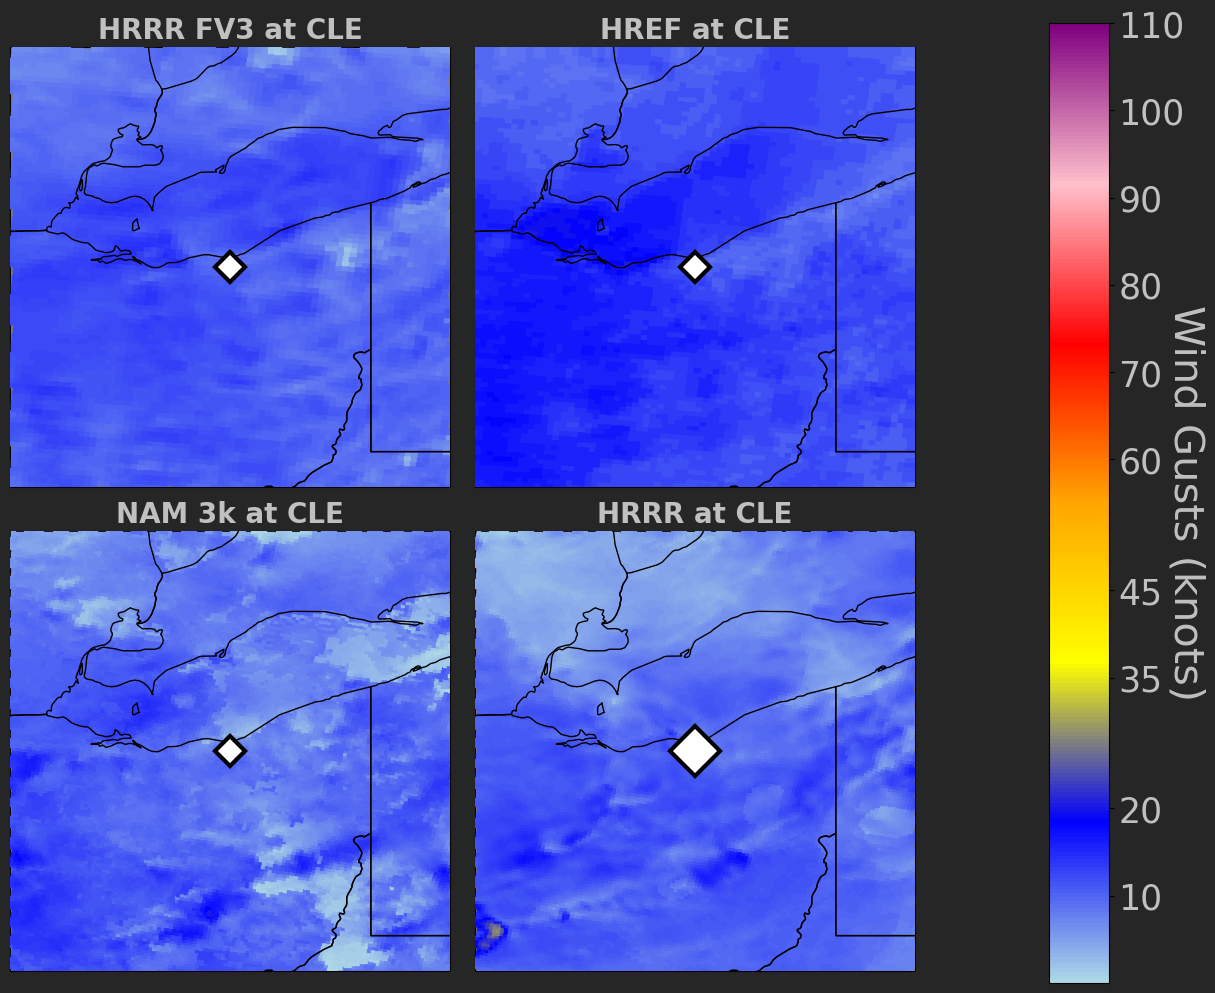 HRRR FV3 at CLE
HREF at CLE
NAM 3k at CLE
HRRR at CLE
110
100
90
80
70
60
45
35
20
10
Wind Gusts (knots)